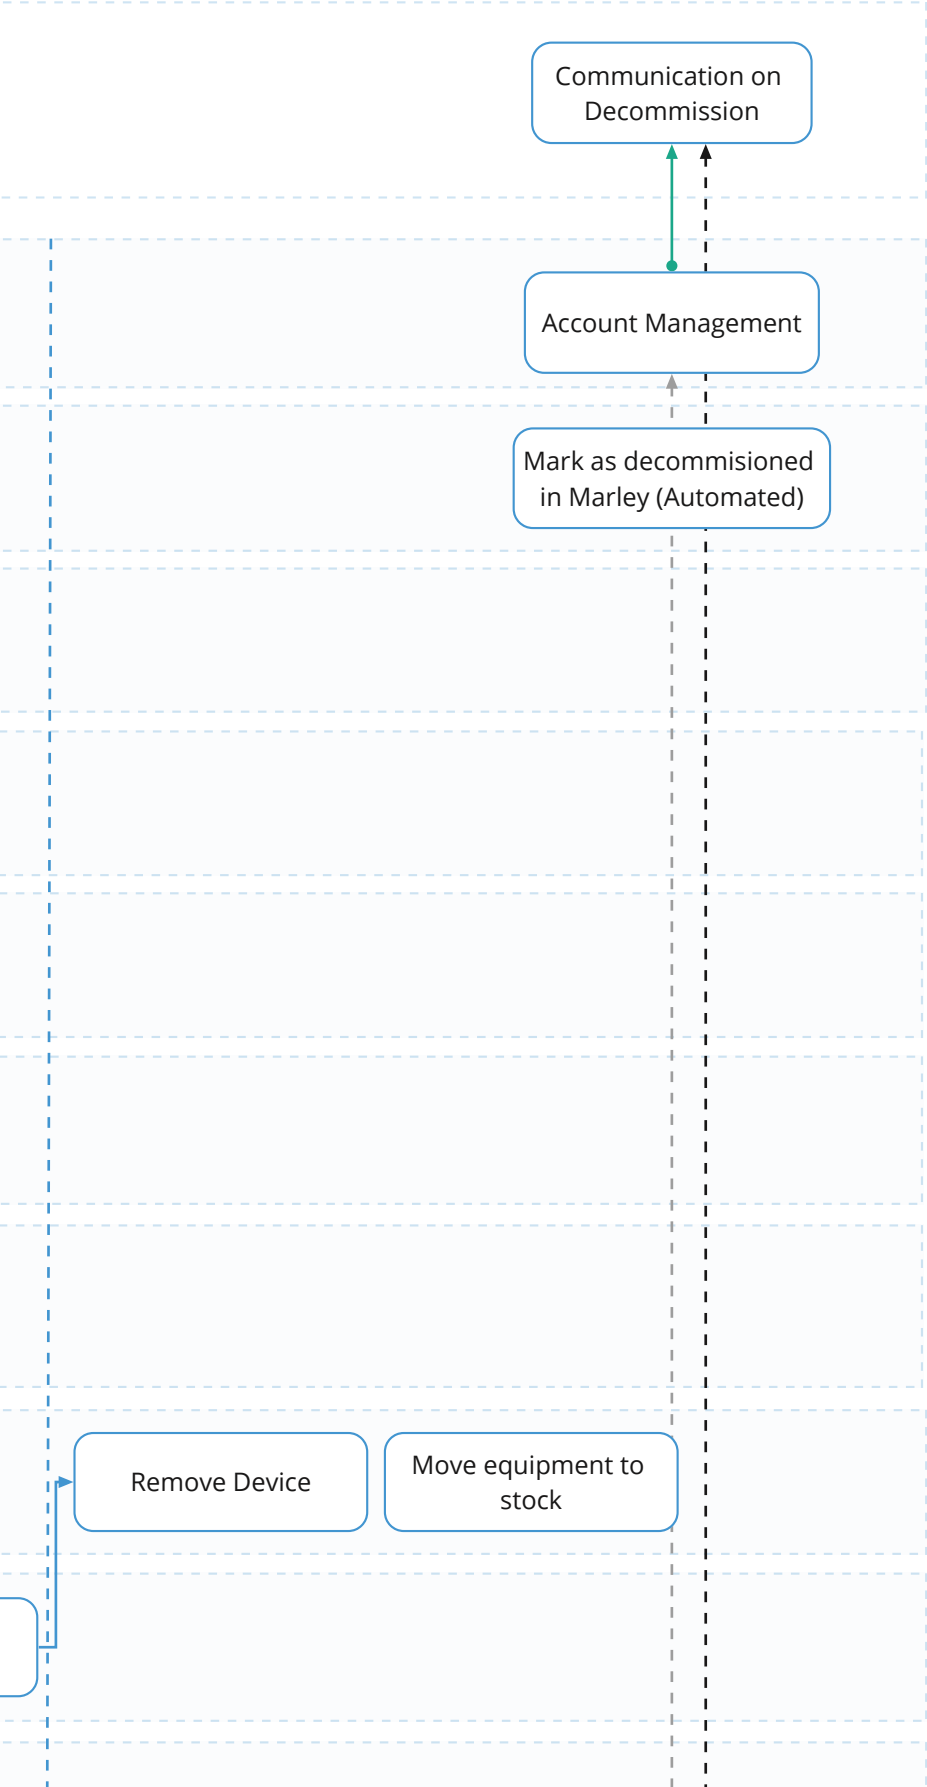 Communication on
Decommission
Account Management
Mark as decommisioned
in Marley (Automated)
Remove Device
Move equipment to
stock